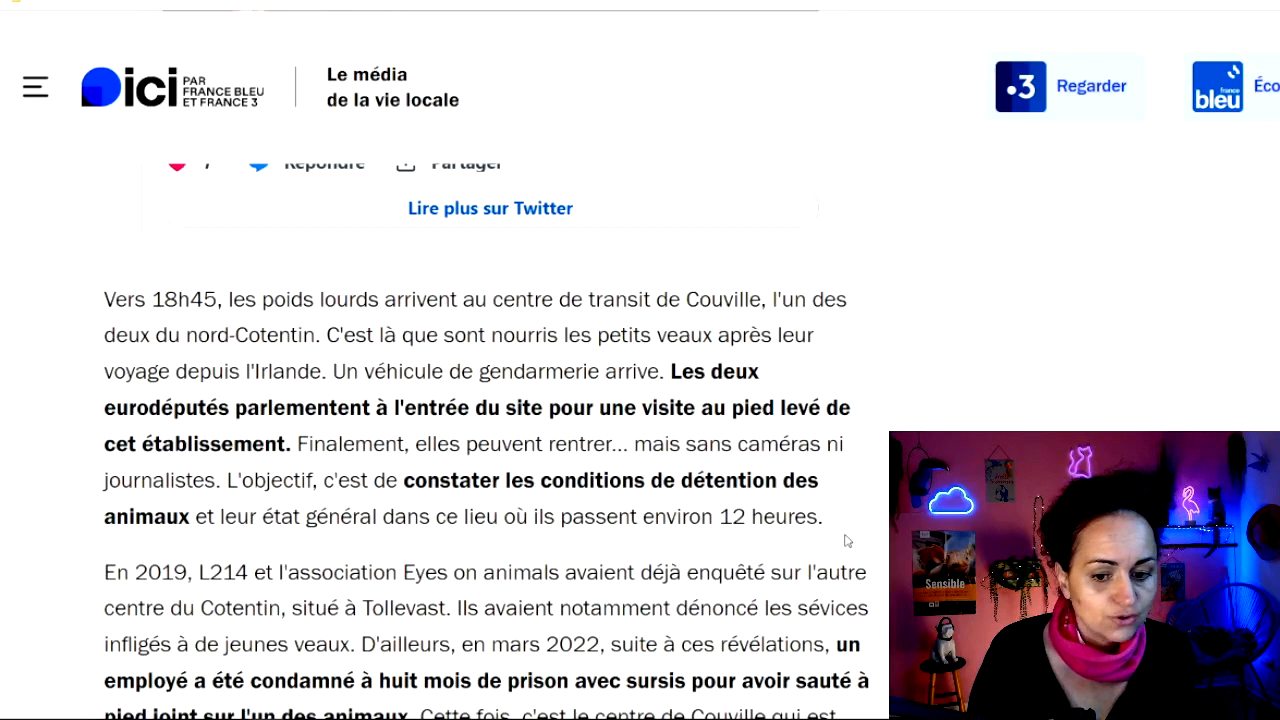 ici
PAR
FRANCE BLEU
ET FRANCE 3
Le média
de la vie locale
.3
Regarder
france
bleu
Éco
7 Répondre Partager
Lire plus sur Twitter
Vers 18h45, les poids lourds arrivent au centre de transit de Couville, l'un des
deux du nord-Cotentin. C'est là que sont nourris les petits veaux après leur
voyage depuis l'Irlande. Un véhicule de gendarmerie arrive. Les deux
eurodéputés parlementent à l'entrée du site pour une visite au pied levé de
cet établissement. Finalement, elles peuvent rentrer... mais sans caméras ni
journalistes. L'objectif, c'est de constater les conditions de détention des
animaux et leur état général dans ce lieu où ils passent environ 12 heures.
En 2019, L214 et l'association Eyes on animals avaient déjà enquêté sur l'autre
centre du Cotentin, situé à Tollevast. Ils avaient notamment dénoncé les sévices
infligés à de jeunes veaux. D'ailleurs, en mars 2022, suite à ces révélations, un
employé a été condamné à huit mois de prison avec sursis pour avoir sauté à
pied joint sur l'un des animaux. Cette fois, c'est le centre de Couville qui est
Sensible